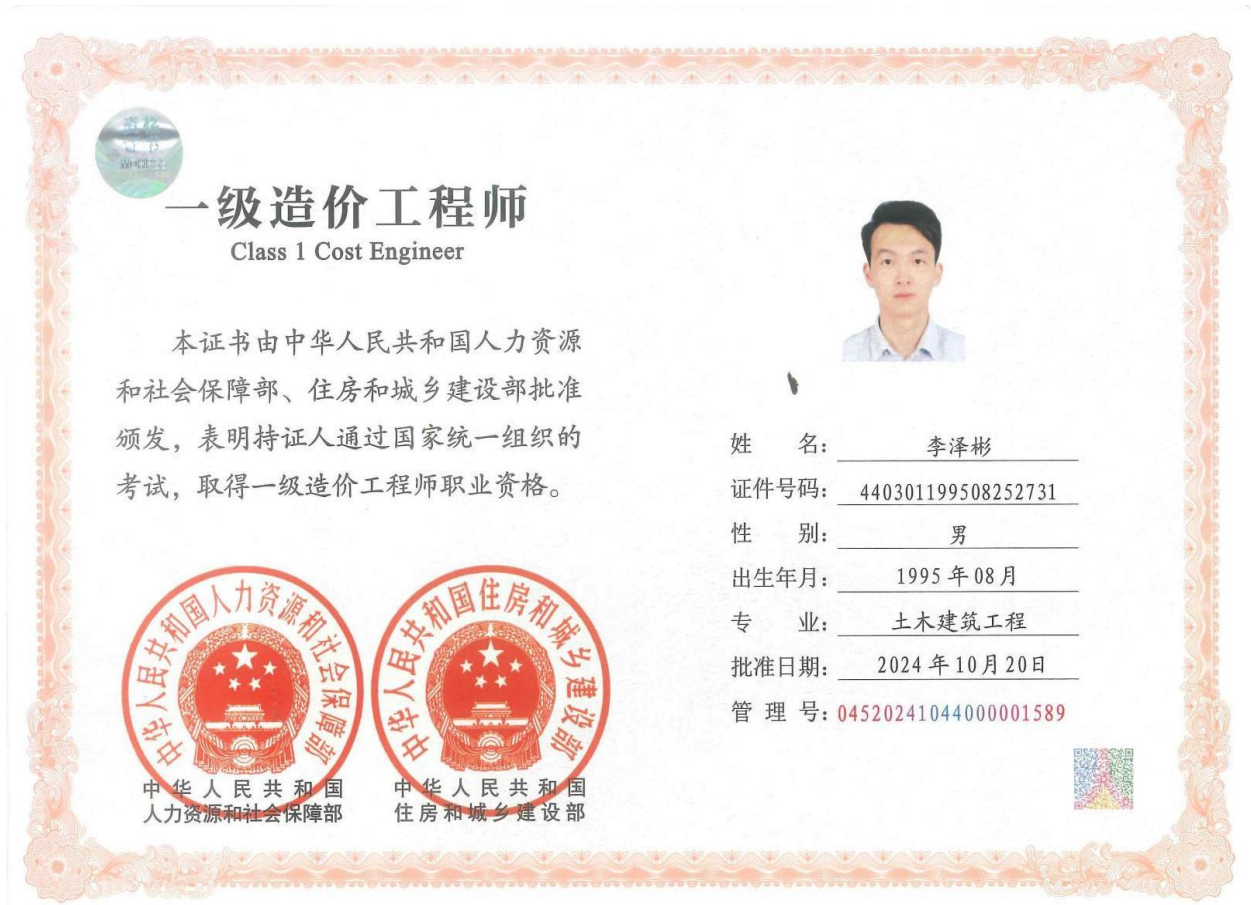 一级造价工程师
Class 1 Cost Engineer
本证书由中华人民共和国人力资源
和社会保障部、住房和城乡建设部批准
颁发，表明持证人通过国家统一组织的
考试，取得一级造价工程师职业资格。
姓 名： 李泽彬
证件号码： 440301199508252731
性 别： 男
出生年月： 1995年08月
专 业： 土木建筑工程
批准日期： 2024年10月20日
管 理 号：04520241044000001589
中华人民共和国人力资源和社会保障部
中华人民共和国住房和城乡建设部
中华人民共和国
人力资源和社会保障部
中华人民共和国
住房和城乡建设部